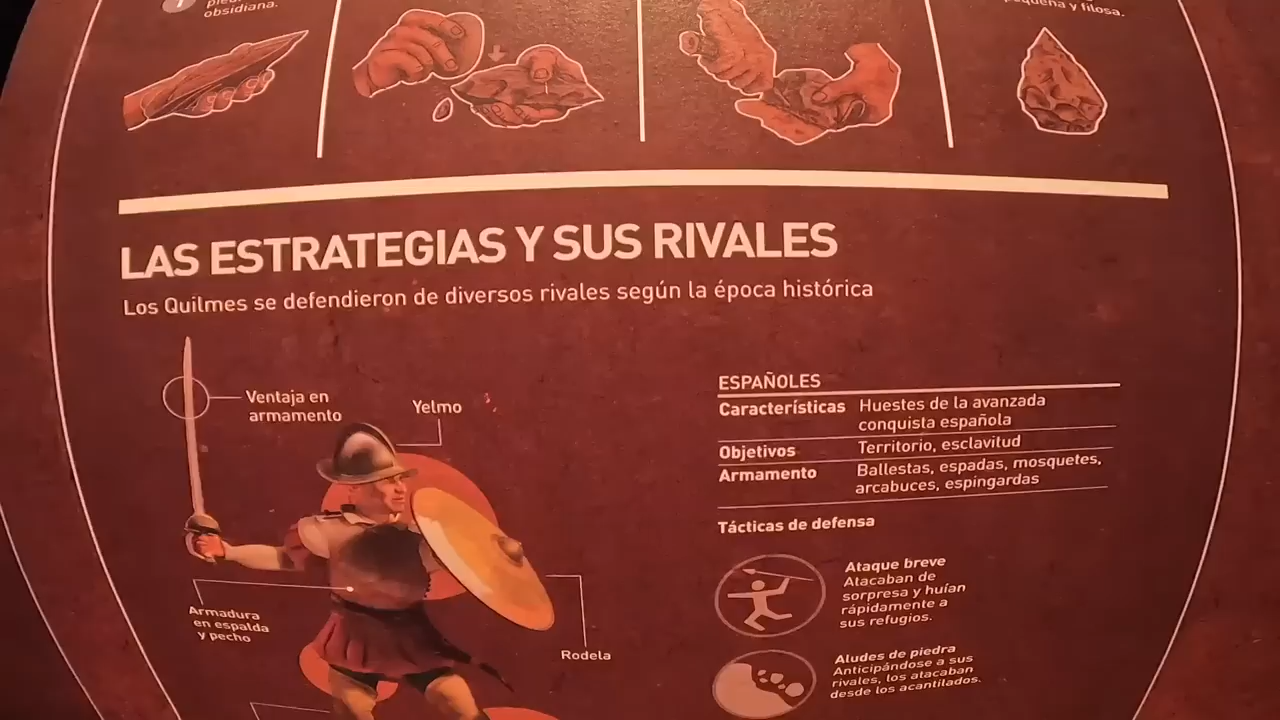 obsidiana.
y filosa.
LAS ESTRATEGIAS Y SUS RIVALES
Los Quilmes se defendieron de diversos rivales según la época histórica
Ventaja en
armamento
Yelmo
Armadura
en espalda
y pecho
Rodela
ESPAÑOLES
Características Huestes de la avanzada
conquista española
Objetivos Territorio, esclavitud
Armamento Ballestas, espadas, mosquetes,
arcabuces, espingardas
Tácticas de defensa
Ataque breve
Atacaban de
sorpresa y huían
rápidamente a
sus refugios.
Aludes de piedra
Anticipándose a sus
rivales, los atacaban
desde los acantilados.